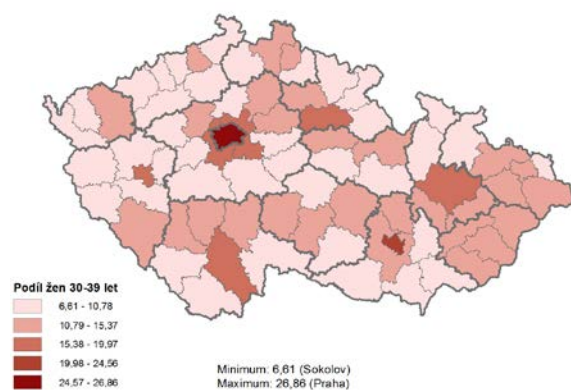 Podíl žen 30-39 let
6,61 - 10,78
10,79 - 15,37
15,38 - 19,97
19,98 - 24,56
24,57 - 26,86
Minimum: 6,61 (Sokolov)
Maximum: 26,86 (Praha)